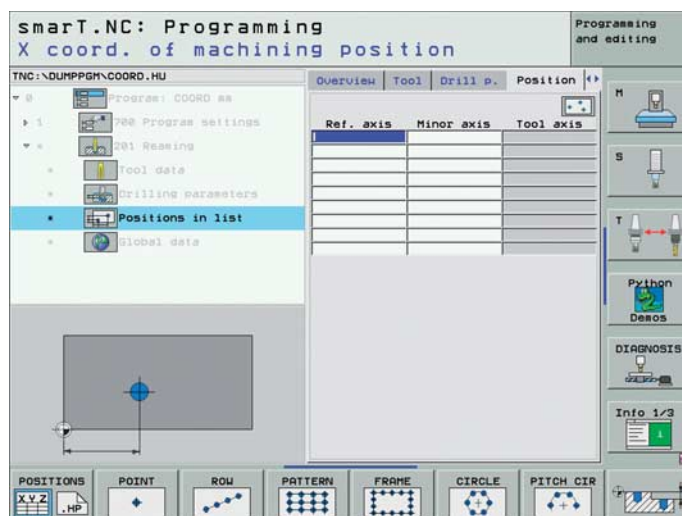 smarT.NC: Programming
X coord. of machining position
Programming
and editing
TNC:\DUMPPGM\COORD.HU
0 Program: COORD mm
1 700 Program settings
* 201 Reaming
* Tool data
* Drilling parameters
* Positions in list
* Global data
Overview Tool Drill p. Position
Ref. axis Minor axis Tool axis
M
S
T
Python
Demos
DIAGNOSIS
Info 1/3
POSITIONS POINT ROW PATTERN FRAME CIRCLE PITCH CIR
X,Y,Z .HP